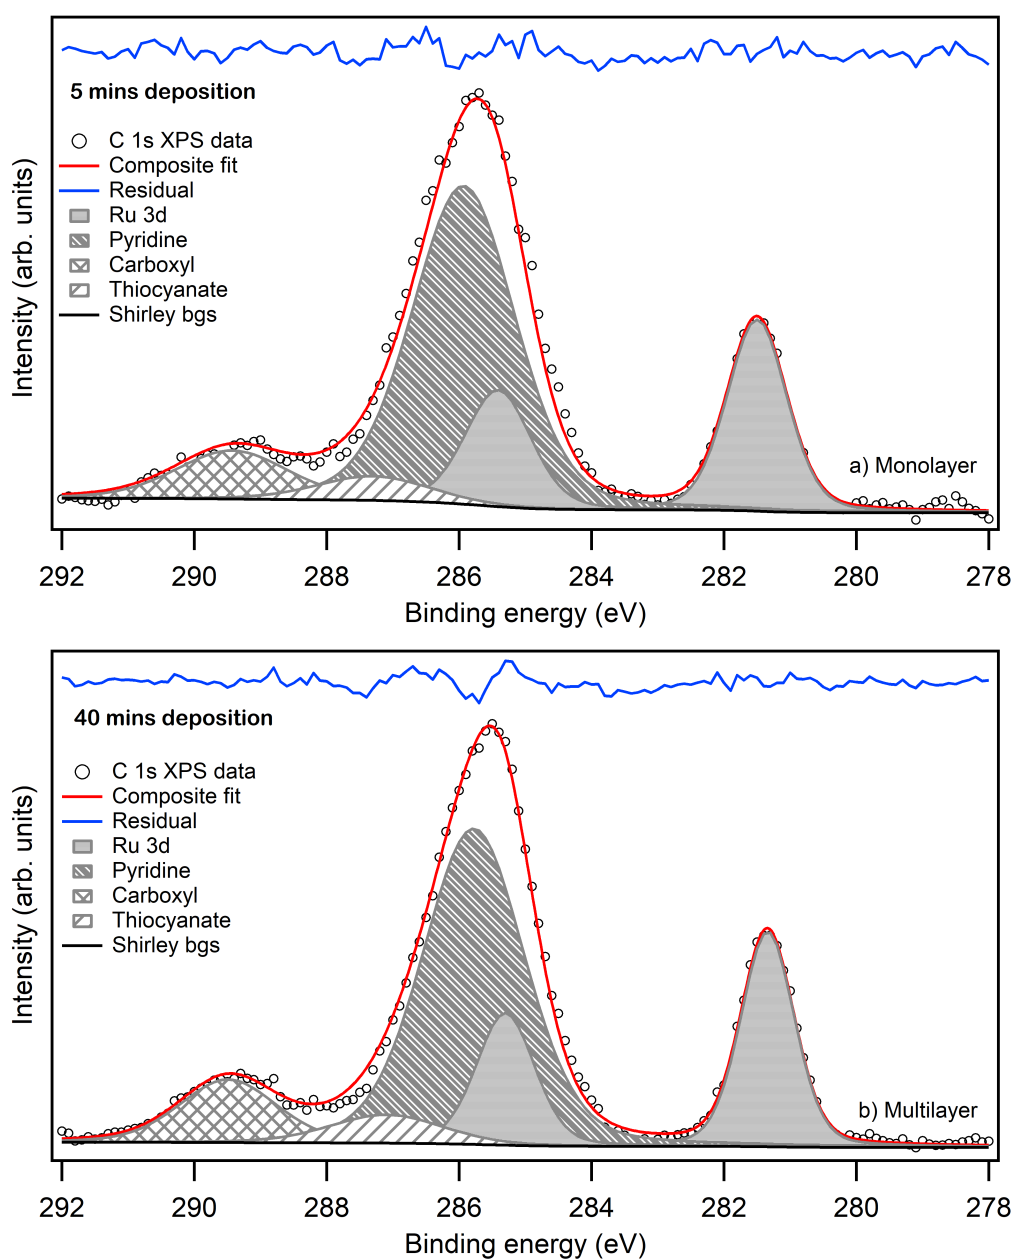 5 mins deposition
C 1s XPS data
Composite fit
Residual
Ru 3d
Pyridine
Carboxyl
Thiocyanate
Shirley bgs
Intensity (arb. units)
a) Monolayer
292 290 288 286 284 282 280 278
Binding energy (eV)
40 mins deposition
C 1s XPS data
Composite fit
Residual
Ru 3d
Pyridine
Carboxyl
Thiocyanate
Shirley bgs
Intensity (arb. units)
b) Multilayer
292 290 288 286 284 282 280 278
Binding energy (eV)